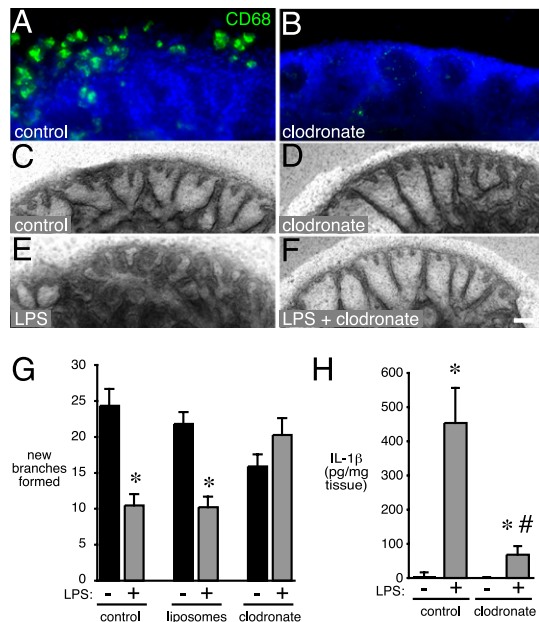 A
CD68
control
B
clodronate
C
control
D
clodronate
E
LPS
F
LPS + clodronate
G
30
25
20
15
10
5
0
new
branches
formed
*
*
LPS: - + - + - +
control liposomes clodronate
H
600
500
400
300
200
100
0
IL-1β
(pg/mg
tissue)
*
* #
LPS: - + - +
control clodronate